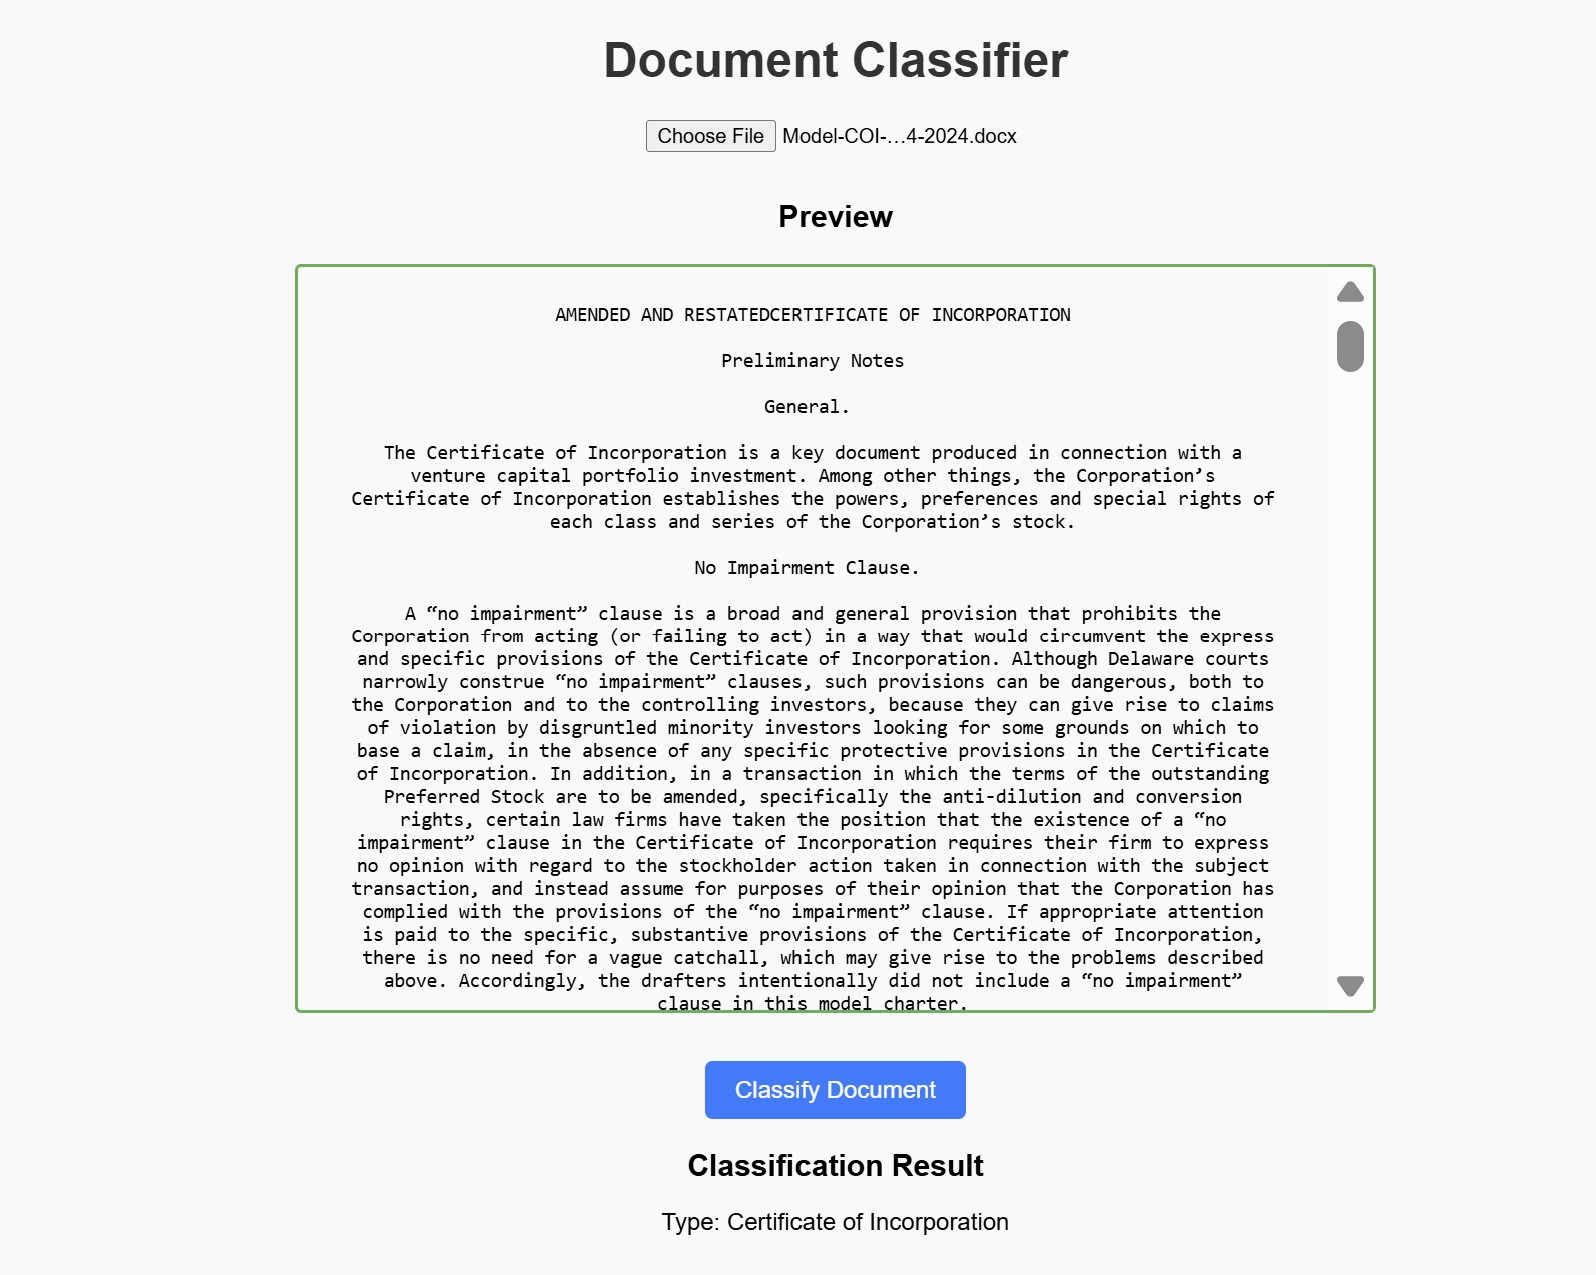 Document Classifier
Choose File Model-COI-...4-2024.docx
Preview
AMENDED AND RESTATEDCERTIFICATE OF INCORPORATION
Preliminary Notes
General.
The Certificate of Incorporation is a key document produced in connection with a
venture capital portfolio investment. Among other things, the Corporation’s
Certificate of Incorporation establishes the powers, preferences and special rights of
each class and series of the Corporation’s stock.
No Impairment Clause.
A “no impairment” clause is a broad and general provision that prohibits the
Corporation from acting (or failing to act) in a way that would circumvent the express
and specific provisions of the Certificate of Incorporation. Although Delaware courts
narrowly construe “no impairment” clauses, such provisions can be dangerous, both to
the Corporation and to the controlling investors, because they can give rise to claims
of violation by disgruntled minority investors looking for some grounds on which to
base a claim, in the absence of any specific protective provisions in the Certificate
of Incorporation. In addition, in a transaction in which the terms of the outstanding
Preferred Stock are to be amended, specifically the anti-dilution and conversion
rights, certain law firms have taken the position that the existence of a “no
impairment” clause in the Certificate of Incorporation requires their firm to express
no opinion with regard to the stockholder action taken in connection with the subject
transaction, and instead assume for purposes of their opinion that the Corporation has
complied with the provisions of the “no impairment” clause. If appropriate attention
is paid to the specific, substantive provisions of the Certificate of Incorporation,
there is no need for a vague catchall, which may give rise to the problems described
above. Accordingly, the drafters intentionally did not include a “no impairment”
clause in this model charter.
Classify Document
Classification Result
Type: Certificate of Incorporation